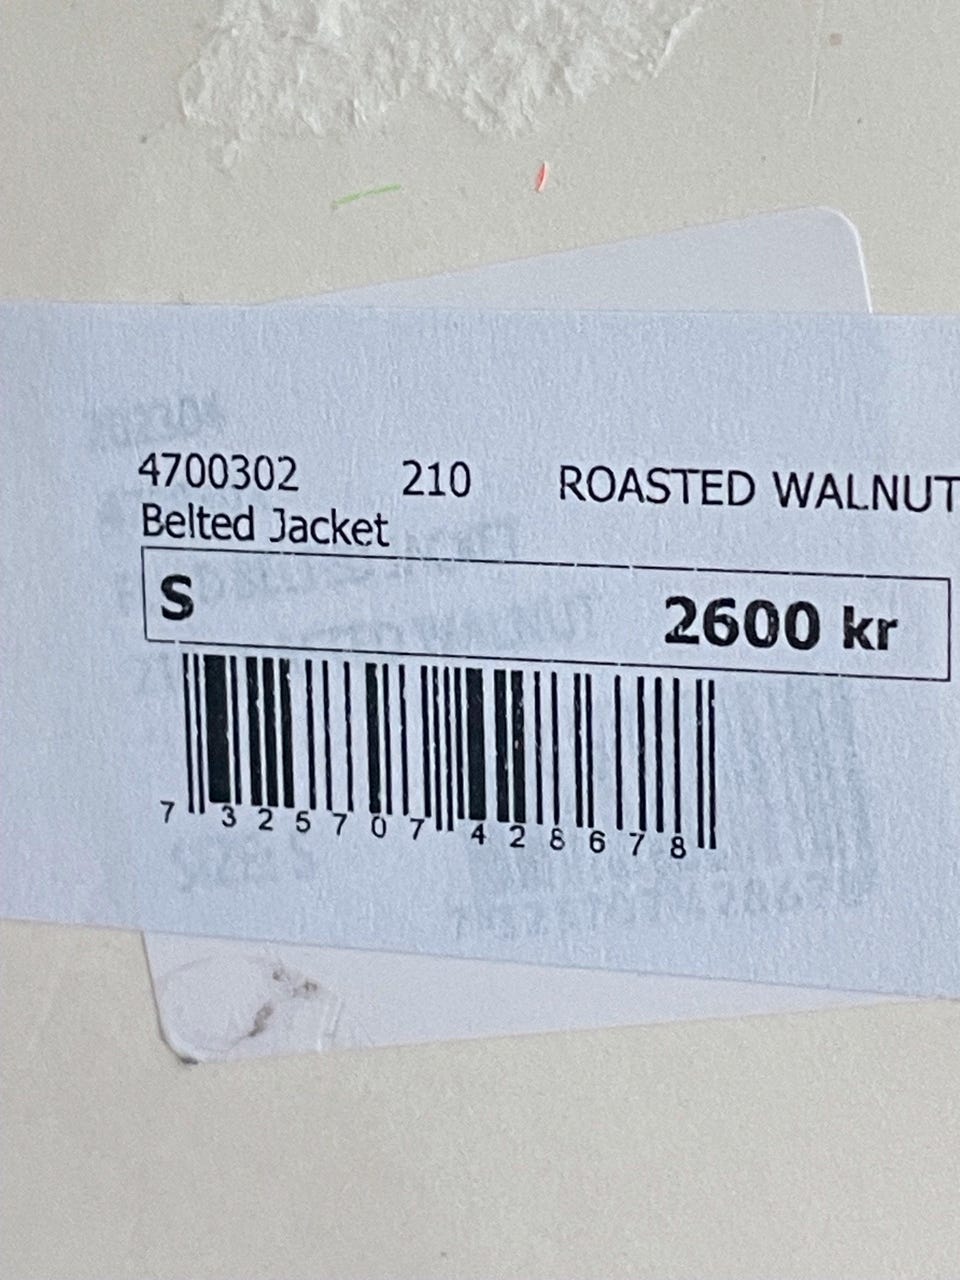 4700302 210 ROASTED WALNUT
Belted Jacket
S 2600 kr
7 325707 428678